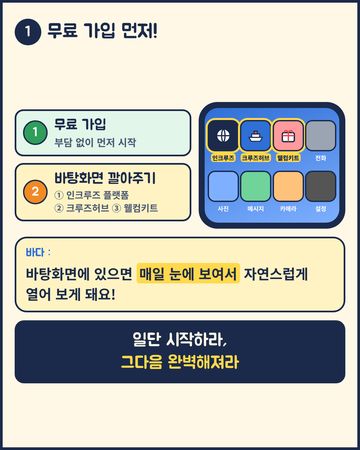 1 무료 가입 먼저!
1 무료 가입
부담 없이 먼저 시작
2 바탕화면 깔아주기
① 인크루즈 플랫폼
② 크루즈허브 ③ 웰컴키트
인크루즈 크루즈허브 웰컴키트 전화
사진 메시지 카메라 설정
바다 :
바탕화면에 있으면 매일 눈에 보여서 자연스럽게
열어 보게 돼요!
일단 시작하라,
그다음 완벽해져라